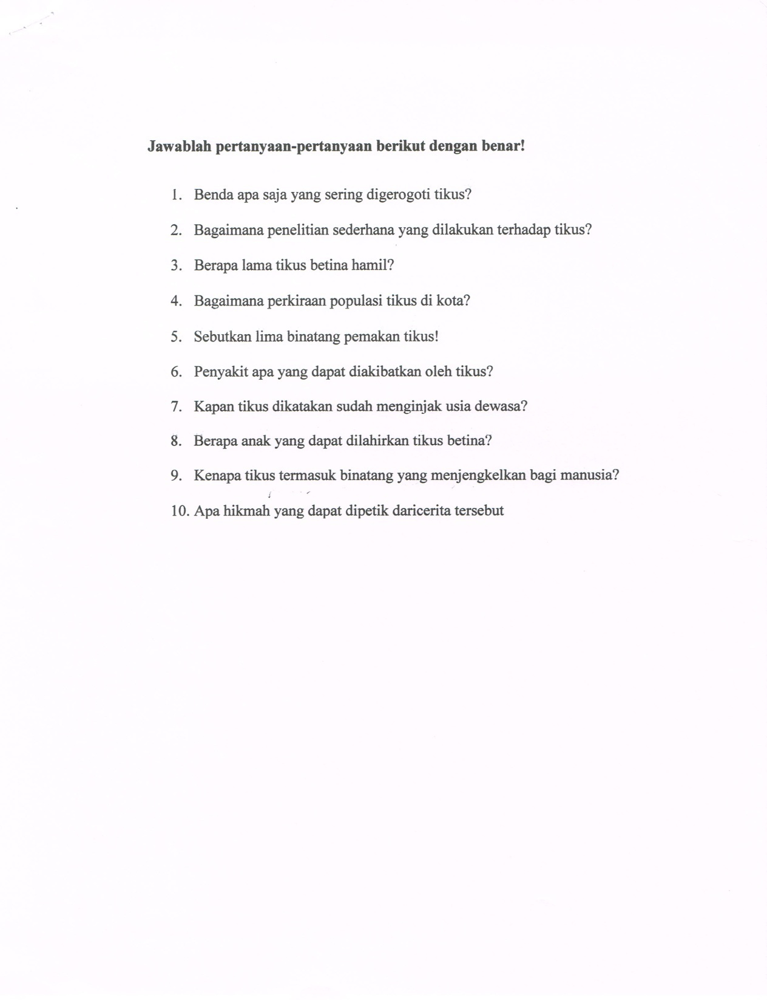 Jawablah pertanyaan-pertanyaan berikut dengan benar!
1. Benda apa saja yang sering digerogoti tikus?
2. Bagaimana penelitian sederhana yang dilakukan terhadap tikus?
3. Berapa lama tikus betina hamil?
4. Bagaimana perkiraan populasi tikus di kota?
5. Sebutkan lima binatang pemakan tikus!
6. Penyakit apa yang dapat diakibatkan oleh tikus?
7. Kapan tikus dikatakan sudah menginjak usia dewasa?
8. Berapa anak yang dapat dilahirkan tikus betina?
9. Kenapa tikus termasuk binatang yang menjengkelkan bagi manusia?
10. Apa hikmah yang dapat dipetik daricerita tersebut